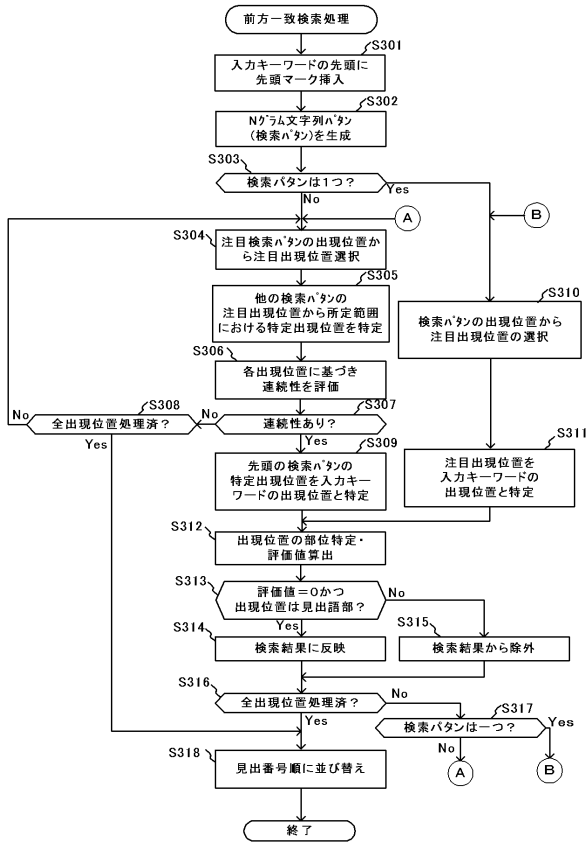 前方一致検索処理
S301
入力キーワードの先頭に
先頭マーク挿入
S302
Nグラム文字列パタン
(検索パタン)を生成
S303
検索パタンは1つ?
Yes
No
A
B
S304
注目検索パタンの出現位置か
ら注目出現位置選択
S305
他の検索パタンの
注目出現位置から所定範囲
における特定出現位置を特定
S310
検索パタンの出現位置から
注目出現位置の選択
S306
各出現位置に基づき
連続性を評価
S308
No
全出現位置処理済?
Yes
No
S307
連続性あり?
Yes
S309
先頭の検索パタンの
特定出現位置を入力キー
ワードの出現位置と特定
S311
注目出現位置を
入力キーワードの
出現位置と特定
S312
出現位置の部位特定・
評価値算出
S313
評価値=0かつ
出現位置は見出語部?
No
Yes
S314
検索結果に反映
S315
検索結果から除外
S316
全出現位置処理済?
No
Yes
S317
検索パタンは一つ?
Yes
No
A
B
S318
見出番号順に並び替え
終了